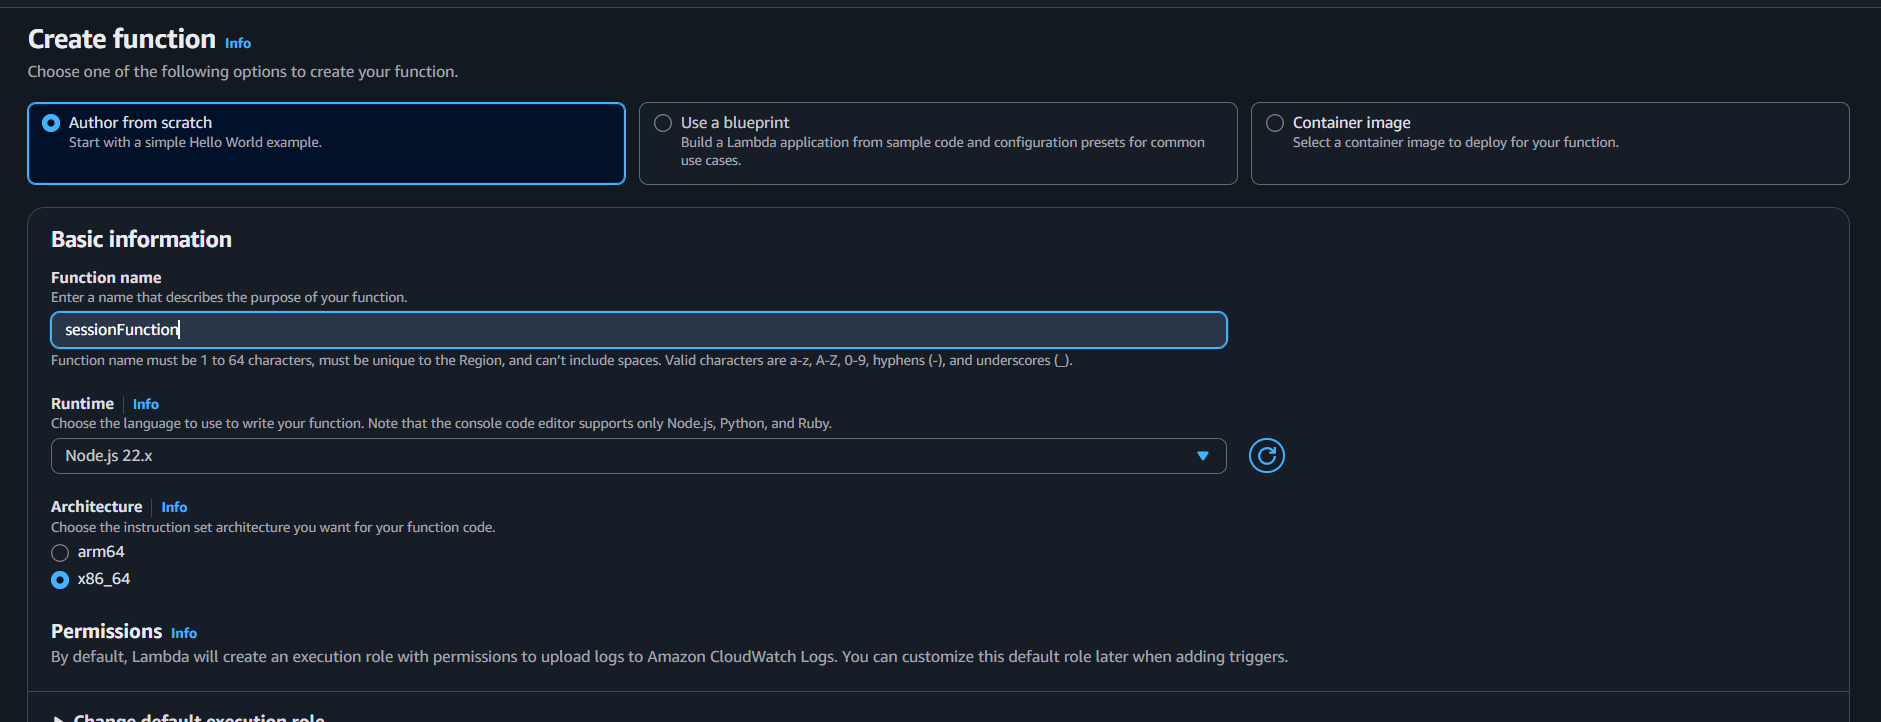 Create function Info
Choose one of the following options to create your function.
Author from scratch
Start with a simple Hello World example.
Use a blueprint
Build a Lambda application from sample code and configuration presets for common
use cases.
Container image
Select a container image to deploy for your function.
Basic information
Function name
Enter a name that describes the purpose of your function.
sessionFunction
Function name must be 1 to 64 characters, must be unique to the Region, and can't include spaces. Valid characters are a-z, A-Z, 0-9, hyphens (-), and underscores (_).
Runtime Info
Choose the language to use to write your function. Note that the console code editor supports only Node.js, Python, and Ruby.
Node.js 22.x
Architecture Info
Choose the instruction set architecture you want for your function code.
arm64
x86_64
Permissions Info
By default, Lambda will create an execution role with permissions to upload logs to Amazon CloudWatch Logs. You can customize this default role later when adding triggers.
Change default execution role